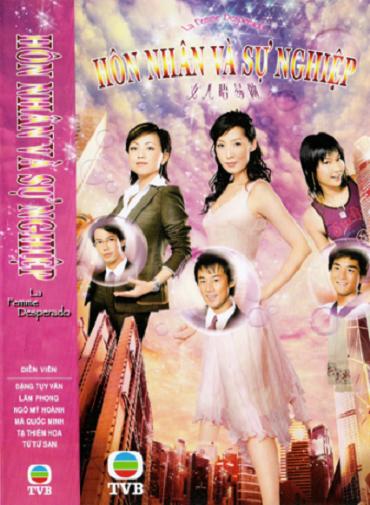 HÔN NHÂN VÀ SỰ NGHIỆP
La Femme
Desperado
DIỄN VIÊN
ĐẶNG TỤY VĂN
LÂM PHONG
NGÔ MỸ HOÀNH
MÃ QUỐC MINH
TẠ THIÊN HOA
TỪ TỬ SAN
TVB
La Femme Desperado
HÔN NHÂN VÀ SỰ NGHIỆP
女人唔易做
TVB